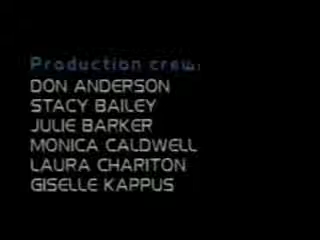 Production crew:
DON ANDERSON
STACY BAILEY
JULIE BARKER
MONICA CALDWELL
LAURA CHARITON
GISELLE KAPPUS